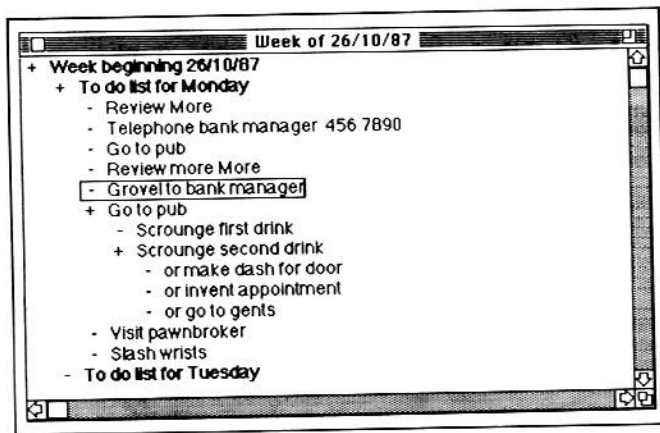 Week of 26/10/87
+ Week beginning 26/10/87
+ To do list for Monday
- Review More
- Telephone bank manager 456 7890
- Go to pub
- Review more More
- Grovel to bank manager
+ Go to pub
- Scrounge first drink
+ Scrounge second drink
- or make dash for door
- or invent appointment
- or go to gents
- Visit pawnbroker
- Slash wrists
- To do list for Tuesday